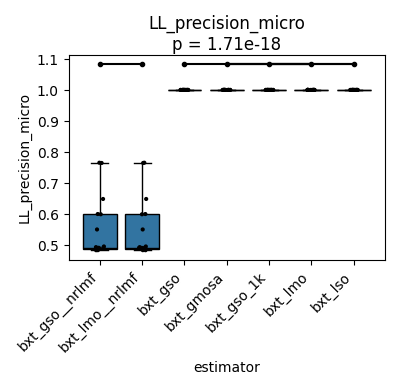 LL_precision_micro
p = 1.71e-18
LL_precision_micro
1.1
1.0
0.9
0.8
0.7
0.6
0.5
bxt_gso__nrlmf
bxt_lmo__nrlmf
bxt_gso
bxt_gmosa
bxt_gso_1k
bxt_lmo
bxt_lso
estimator